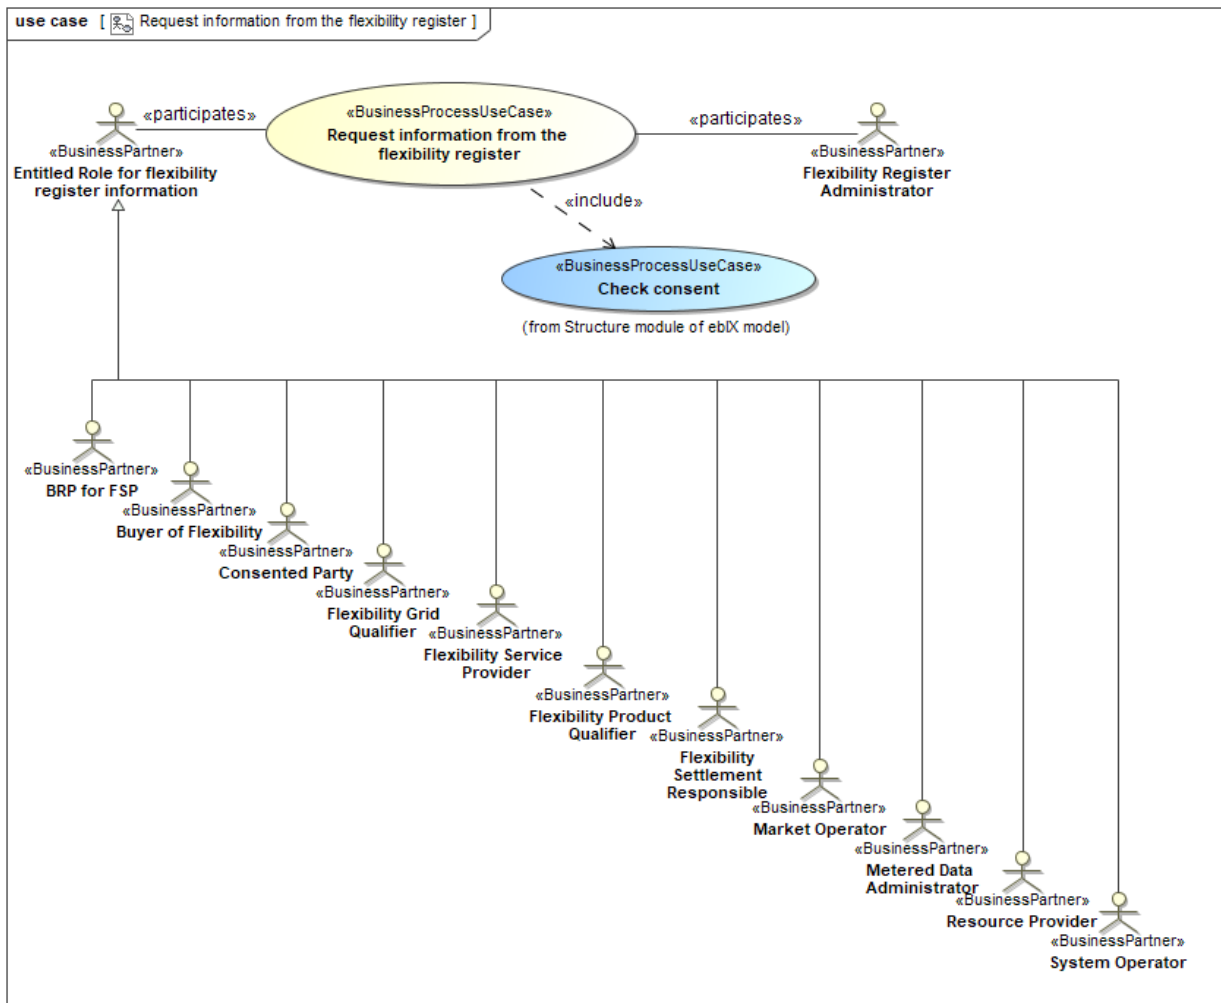 use case [ Request information from the flexibility register ]
«participates»
«BusinessProcessUseCase»
Request information from the
flexibility register
«participates»
«BusinessPartner»
Entitled Role for flexibility
register information
«BusinessPartner»
Flexibility Register
Administrator
«include»
«BusinessProcessUseCase»
Check consent
(from Structure module of ebIX model)
«BusinessPartner»
BRP for FSP
«BusinessPartner»
Buyer of Flexibility
«BusinessPartner»
Consented Party
«BusinessPartner»
Flexibility Grid
Qualifier
«BusinessPartner»
Flexibility Service
Provider
«BusinessPartner»
Flexibility Product
Qualifier
«BusinessPartner»
Flexibility
Settlement
Responsible
«BusinessPartner»
Market Operator
«BusinessPartner»
Metered Data
Administrator
«BusinessPartner»
Resource Provider
«BusinessPartner»
System Operator